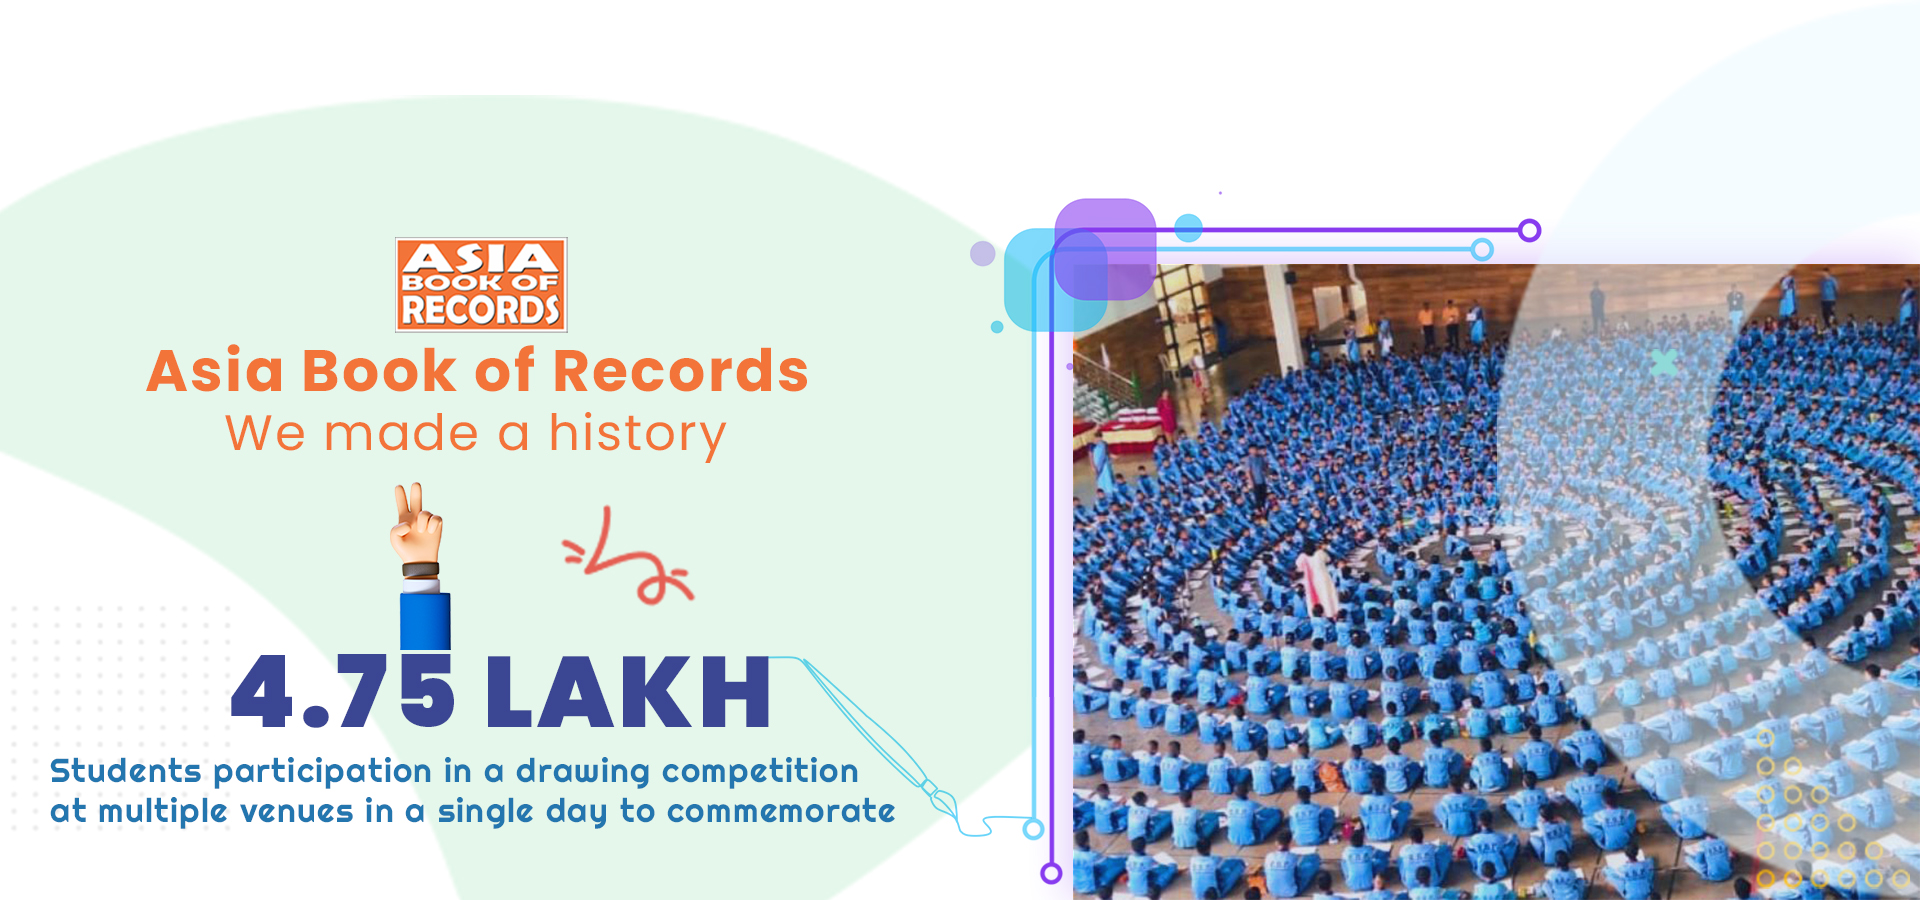 ASIA
BOOK OF
RECORDS
Asia Book of Records
We made a history
4.75 LAKH
Students participation in a drawing competition
at multiple venues in a single day to commemorate